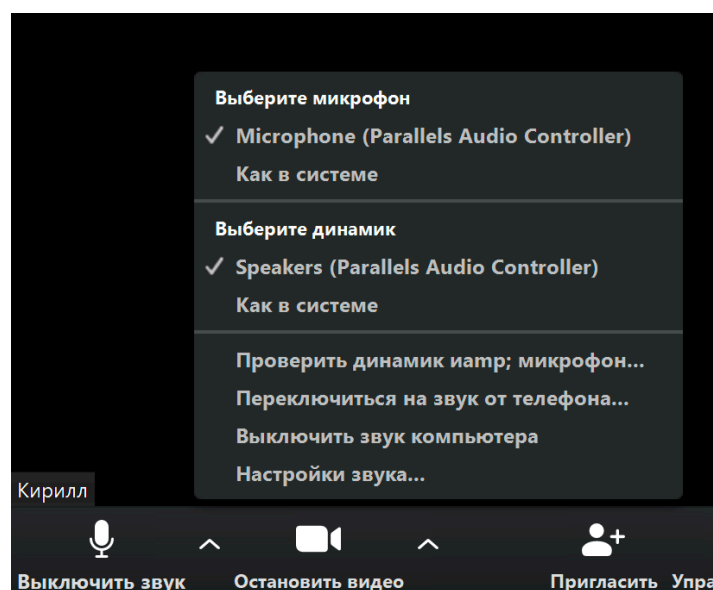 Выберите микрофон
Microphone (Parallels Audio Controller)
Как в системе
Выберите динамик
Speakers (Parallels Audio Controller)
Как в системе
Проверить динамик иamp; микрофон...
Переключиться на звук от телефона...
Выключить звук компьютера
Настройки звука...
Кирилл
Выключить звук Остановить видео Пригласить